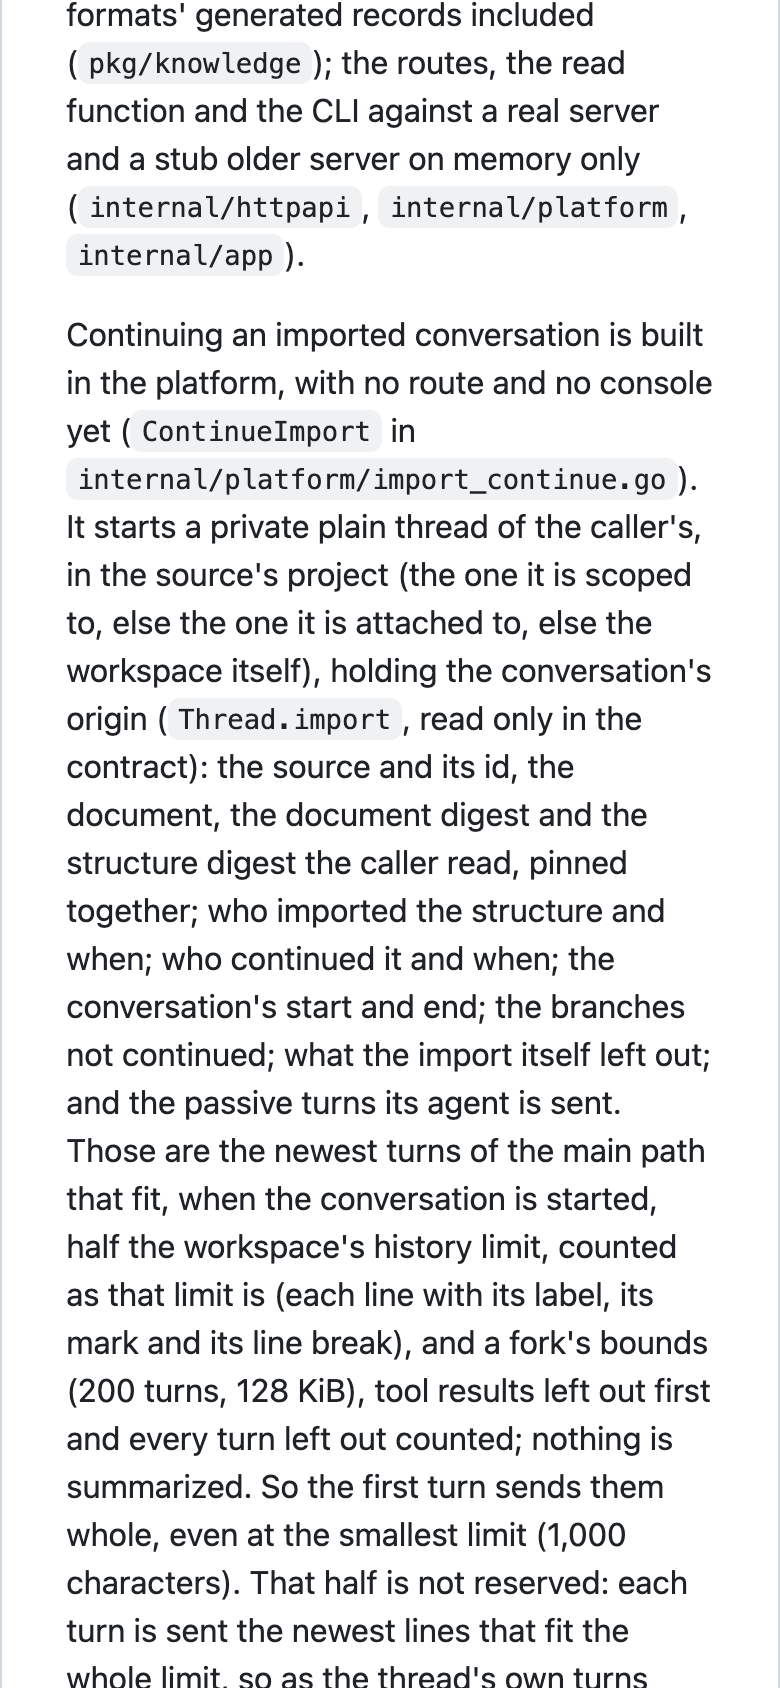 formats' generated records included
(pkg/knowledge); the routes, the read
function and the CLI against a real server
and a stub older server on memory only
(internal/httpapi, internal/platform,
internal/app).
Continuing an imported conversation is built
in the platform, with no route and no console
yet (ContinueImport in
internal/platform/import_continue.go).
It starts a private plain thread of the caller's,
in the source's project (the one it is scoped
to, else the one it is attached to, else the
workspace itself), holding the conversation's
origin (Thread.import, read only in the
contract): the source and its id, the
document, the document digest and the
structure digest the caller read, pinned
together; who imported the structure and
when; who continued it and when; the
conversation's start and end; the branches
not continued; what the import itself left out;
and the passive turns its agent is sent.
Those are the newest turns of the main path
that fit, when the conversation is started,
half the workspace's history limit, counted
as that limit is (each line with its label, its
mark and its line break), and a fork's bounds
(200 turns, 128 KiB), tool results left out first
and every turn left out counted; nothing is
summarized. So the first turn sends them
whole, even at the smallest limit (1,000
characters). That half is not reserved: each
turn is sent the newest lines that fit the
whole limit, so as the thread's own turns